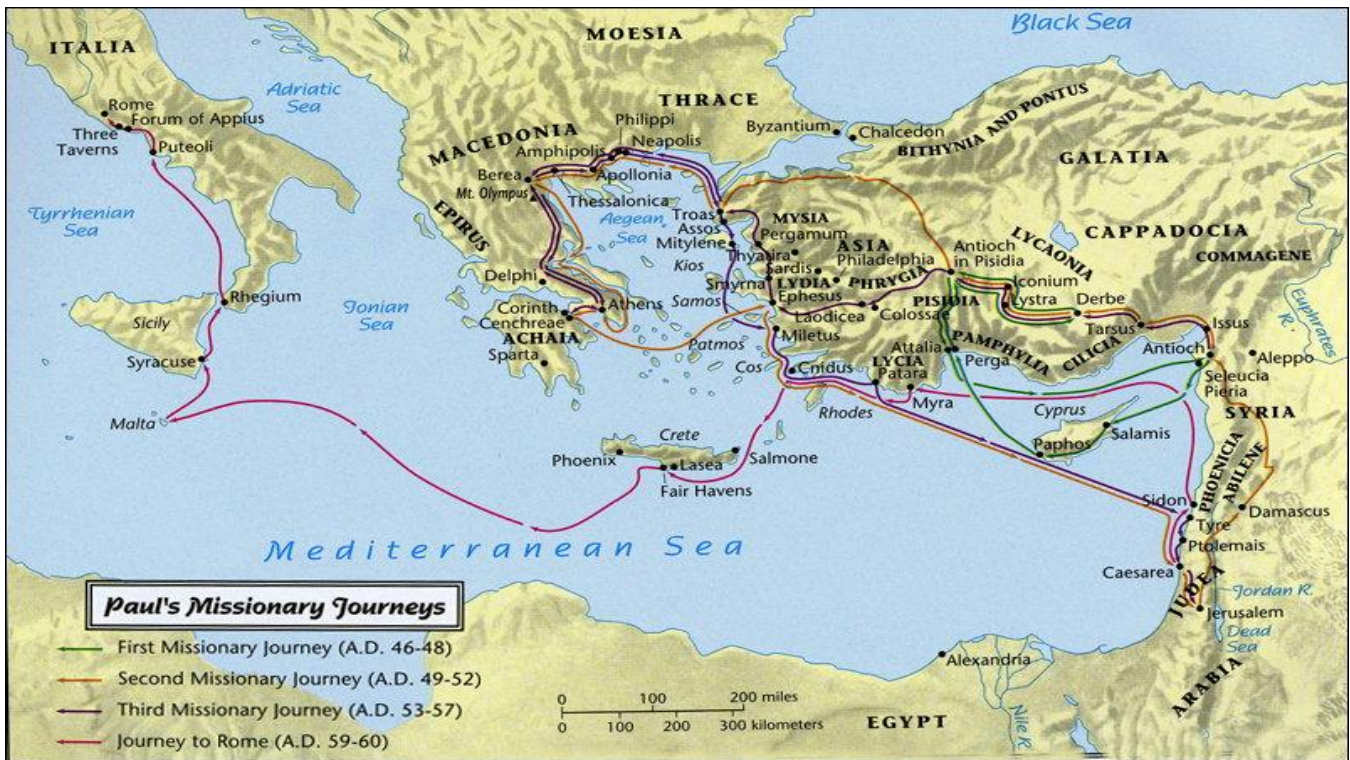 Black Sea
ITALIA
MOESIA
Adriatic
Sea
THRACE
Rome
Forum of Appius
Three
Taverns
Puteoli
Philippi
Neapolis
MACEDONIA
Amphipolis
Byzantium
Chalcedon
BITHYNIA AND PONTUS
GALATIA
Berea
Apollonia
Mt. Olympus
Thessalonica
Tyrrhenian
Sea
EPIRUS
Aegean
Sea
Troas
Assos
Mitylene
MYSIA
Pergamum
ASIA
Kios
Thyatira
Philadelphia
Sardis
Antioch
in Pisidia
LYCAONIA
CAPPADOCIA
COMMAGENE
Delphi
Smyrna
LYDIA
PHRYGIA
Iconium
Rhegium
Ionian
Sea
Corinth
Athens
Samos
Ephesus
PISIDIA
Lystra
Derbe
Euphrates
R.
Cenchreae
Laodicea
Colossae
Tarsus
Issus
Sicily
ACHAIA
Miletus
PAMPHYLIA
CILICIA
Sparta
Patmos
Attalia
Perga
Antioch
Aleppo
Syracuse
Cos
Cnidus
LYCIA
Patara
Seleucia
Pieria
Malta
Rhodes
Myra
Cyprus
SYRIA
Crete
Paphos
Salamis
Phoenix
Lasea
Salmone
PHOENICIA
ABILENE
Fair Havens
Sidon
Damascus
Tyre
Mediterranean Sea
Ptolemais
Caesarea
JUDEA
Jordan R.
Jerusalem
Dead
Sea
Paul's Missionary Journeys
First Missionary Journey (A.D. 46-48)
Second Missionary Journey (A.D. 49-52)
Third Missionary Journey (A.D. 53-57)
Journey to Rome (A.D. 59-60)
Alexandria
ARABIA
0 100 200 miles
0 100 200 300 kilometers
EGYPT
Nile R.